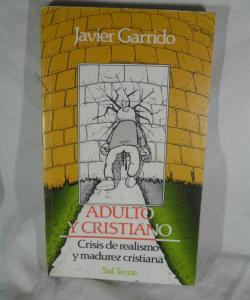 Javier Garrido
ADULTO
Y CRISTIANO
Crisis de realismo
y madurez cristiana
Sal Terrae